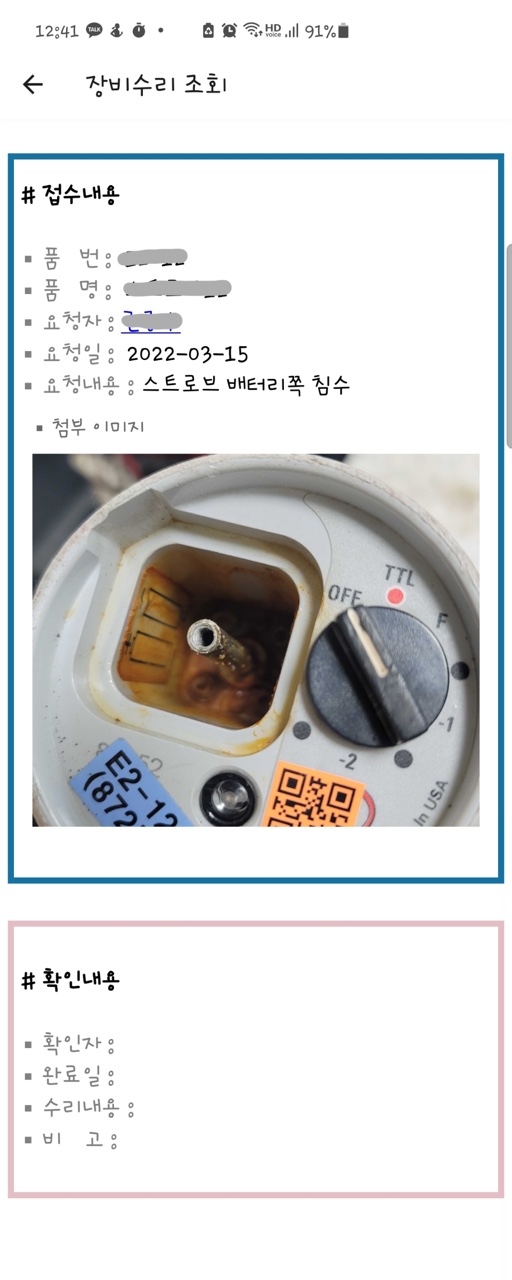 12:41 TALK HD voice 91%
장비수리 조회
# 접수내용
▪ 품 번 :
▪ 품 명 :
▪ 요청자 :
▪ 요청일 : 2022-03-15
▪ 요청내용 : 스트로브 배터리쪽 침수
▪ 첨부 이미지
TTL
OFF
F
-1
-2
In USA
E2-12
(872
# 확인내용
▪ 확인자 :
▪ 완료일 :
▪ 수리내용 :
▪ 비 고 :